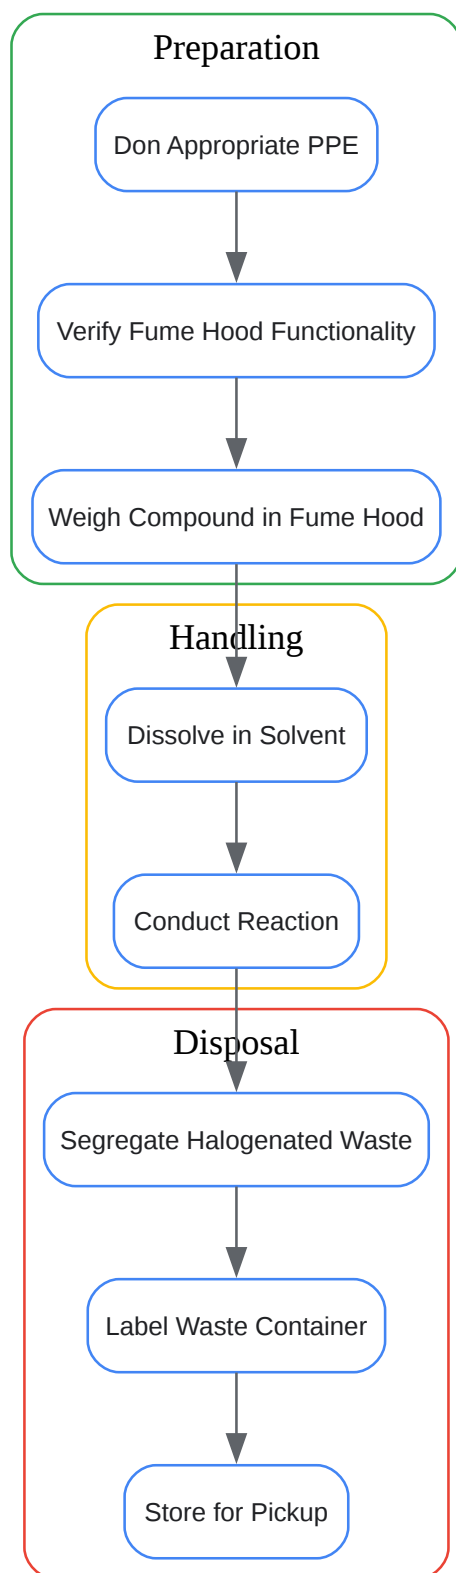 Preparation
Don Appropriate PPE
Verify Fume Hood Functionality
Weigh Compound in Fume Hood
Handling
Dissolve in Solvent
Conduct Reaction
Disposal
Segregate Halogenated Waste
Label Waste Container
Store for Pickup